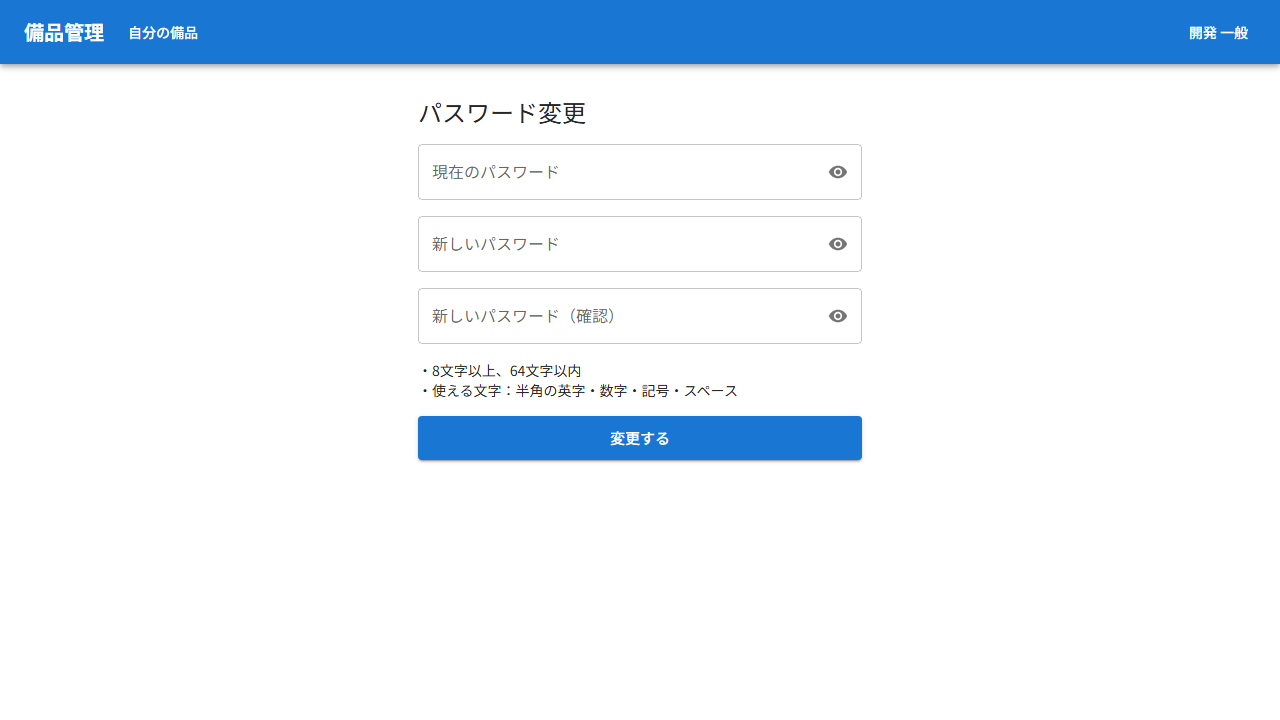 備品管理
自分の備品
開発 一般
パスワード変更
現在のパスワード
新しいパスワード
新しいパスワード（確認）
・8文字以上、64文字以内
・使える文字：半角の英字・数字・記号・スペース
変更する